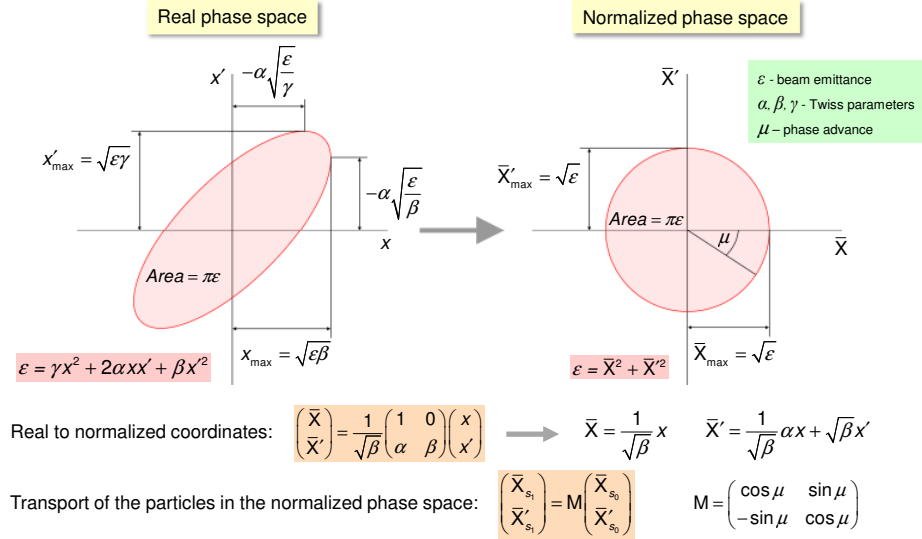 Real phase space
Normalized phase space
x′
−α√(ε/γ)
x′max = √(εγ)
−α√(ε/β)
x
Area = πε
xmax = √(εβ)
ε = γx² + 2αxx′ + βx′²
X̄′
ε - beam emittance
α, β, γ - Twiss parameters
μ – phase advance
X̄′max = √ε
Area = πε
μ
X̄
X̄max = √ε
ε = X̄² + X̄′²
Real to normalized coordinates: (X̄ X̄′) = 1/√β (1 0 α β)(x x′) X̄ = 1/√β x X̄′ = 1/√β αx + √β x′
Transport of the particles in the normalized phase space: (X̄s₁ X̄′s₁) = M(X̄s₀ X̄′s₀) M = (cos μ sin μ −sin μ cos μ)